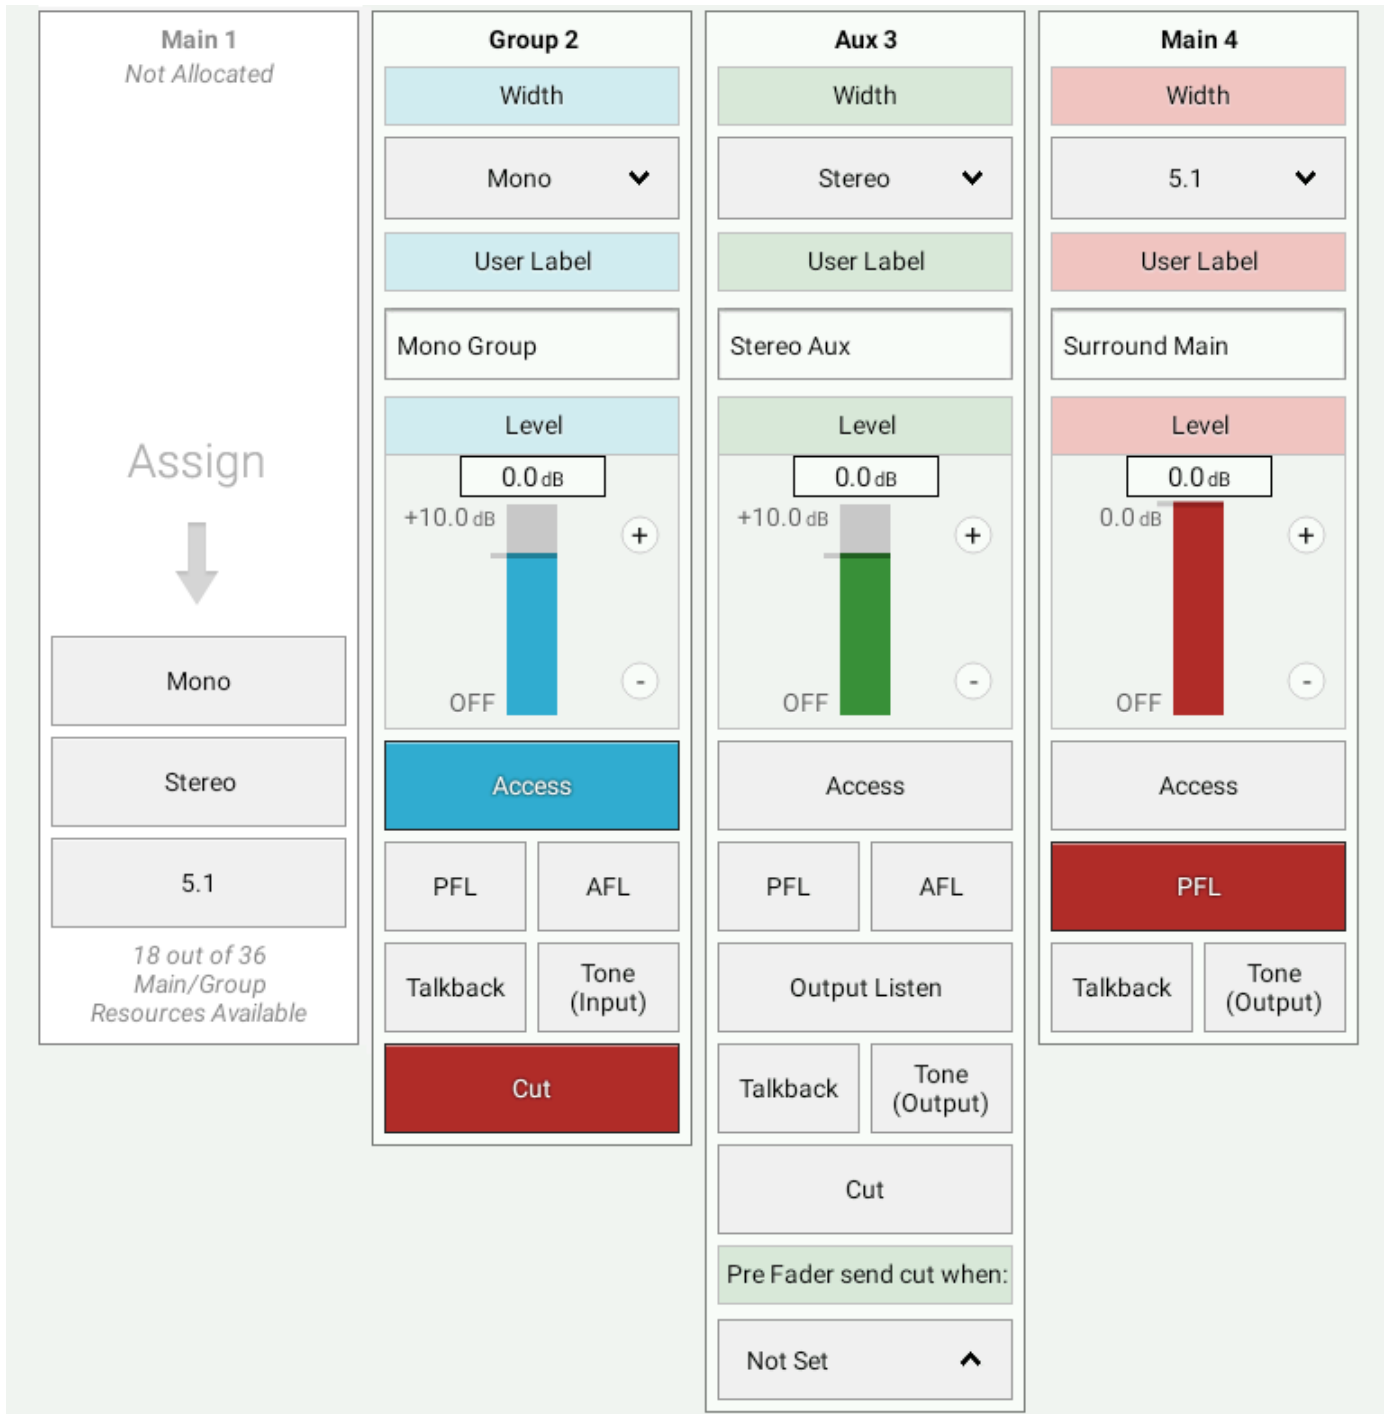 Main 1
Not Allocated
Assign
Mono
Stereo
5.1
18 out of 36
Main/Group
Resources Available
Group 2
Width
Mono
User Label
Mono Group
Level
0.0 dB
+10.0 dB
+
-
OFF
Access
PFL
AFL
Talkback
Tone
(Input)
Cut
Aux 3
Width
Stereo
User Label
Stereo Aux
Level
0.0 dB
+10.0 dB
+
-
OFF
Access
PFL
AFL
Output Listen
Talkback
Tone
(Output)
Cut
Pre Fader send cut when:
Not Set
Main 4
Width
5.1
User Label
Surround Main
Level
0.0 dB
0.0 dB
+
-
OFF
Access
PFL
Talkback
Tone
(Output)